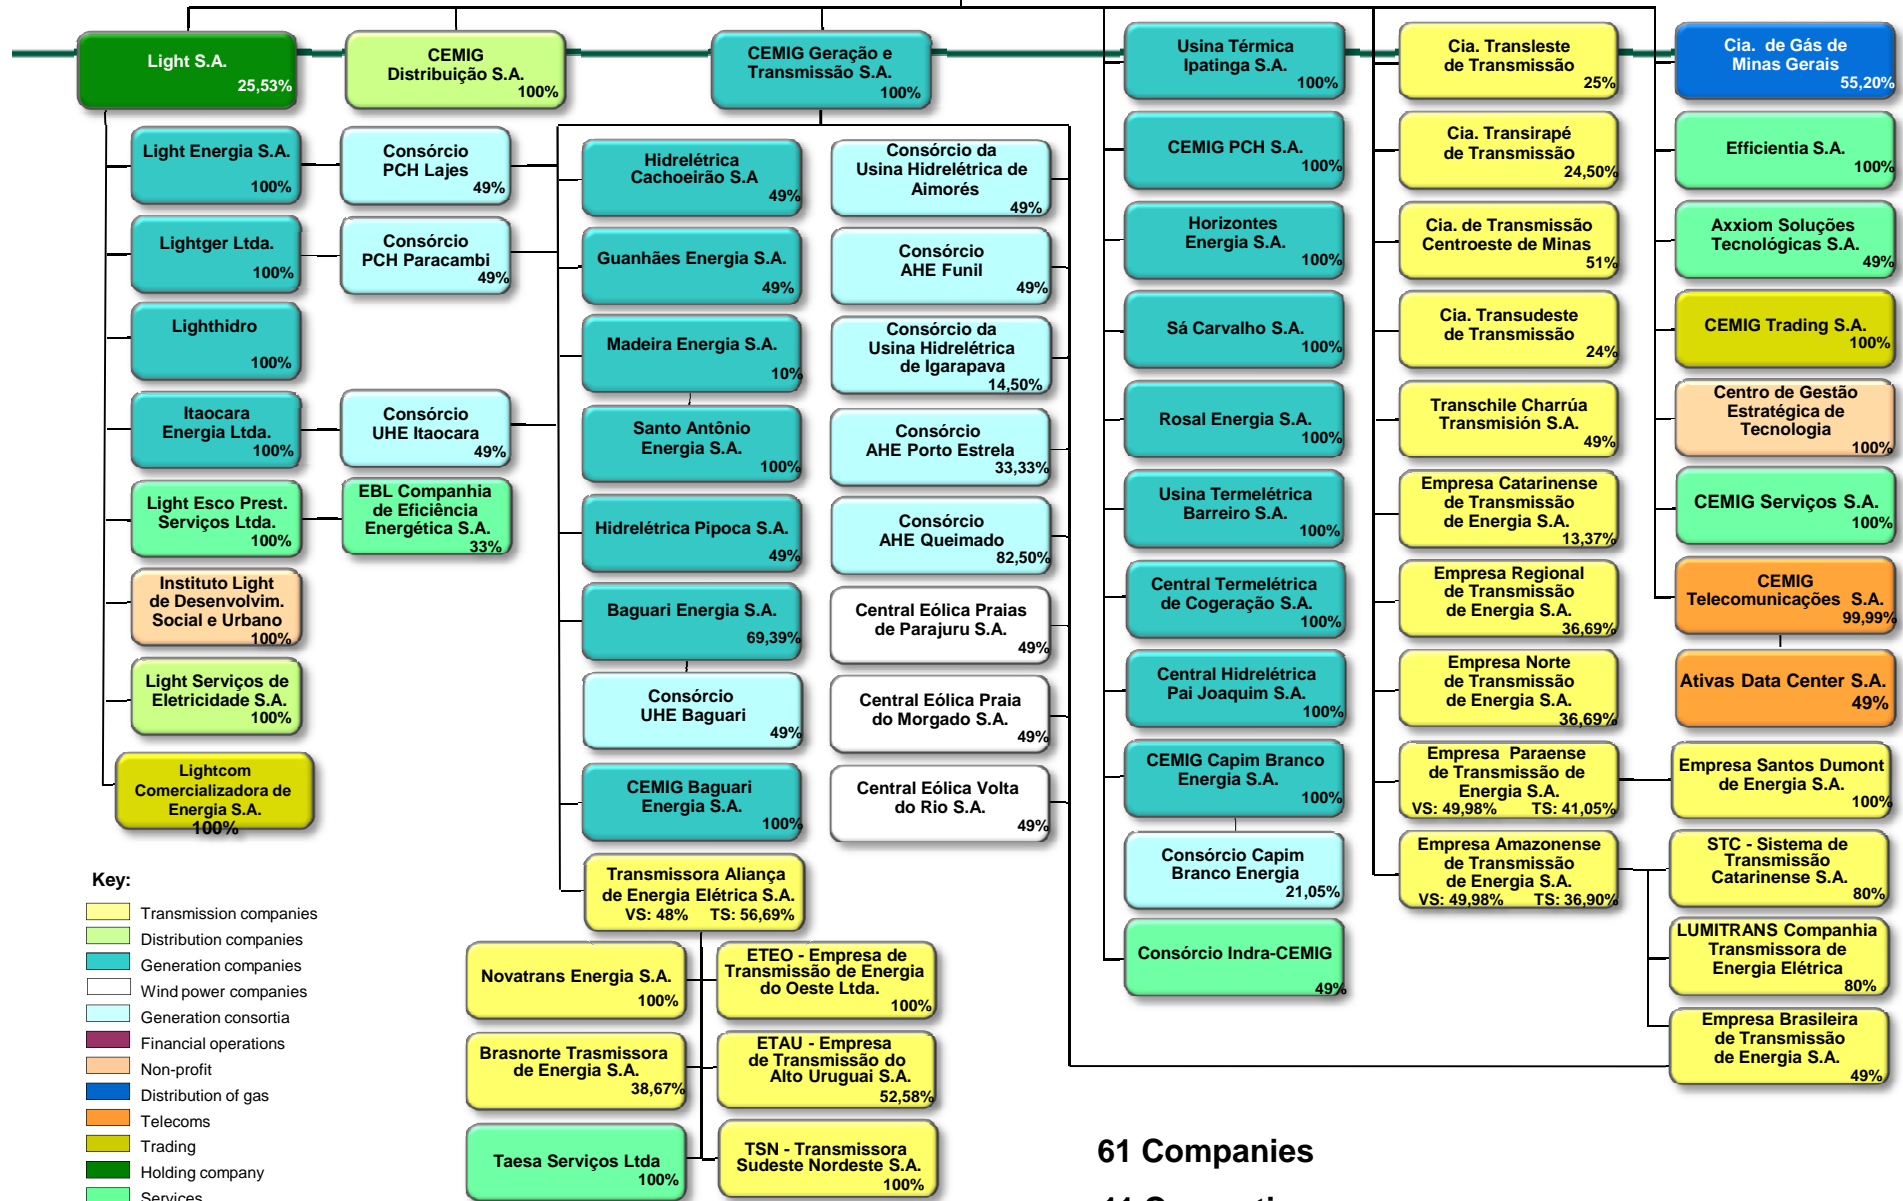 Light S.A.
25,53%
CEMIG
Distribuição S.A.
100%
CEMIG Geração e
Transmissão S.A.
100%
Usina Térmica
Ipatinga S.A.
100%
Cia. Transleste
de Transmissão
25%
Cia. de Gás de
Minas Gerais
55,20%
Light Energia S.A.
100%
Consórcio
PCH Lajes
49%
Hidrelétrica
Cachoeirão S.A
49%
Consórcio da
Usina Hidrelétrica de
Aimorés
49%
CEMIG PCH S.A.
100%
Cia. Transirapé
de Transmissão
24,50%
Efficientia S.A.
100%
Lightger Ltda.
100%
Consórcio
PCH Paracambi
49%
Guanhães Energia S.A.
49%
Consórcio
AHE Funil
49%
Horizontes
Energia S.A.
100%
Cia. de Transmissão
Centroeste de Minas
51%
Axxiom Soluções
Tecnológicas S.A.
49%
Lighthidro
100%
Madeira Energia S.A.
10%
Consórcio da
Usina Hidrelétrica
de Igarapava
14,50%
Sá Carvalho S.A.
100%
Cia. Transudeste
de Transmissão
24%
CEMIG Trading S.A.
100%
Itaocara
Energia Ltda.
100%
Consórcio
UHE Itaocara
49%
Santo Antônio
Energia S.A.
100%
Consórcio
AHE Porto Estrela
33,33%
Rosal Energia S.A.
100%
Transchile Charrúa
Transmisión S.A.
49%
Centro de Gestão
Estratégica de
Tecnologia
100%
Light Esco Prest.
Serviços Ltda.
100%
EBL Companhia
de Eficiência
Energética S.A.
33%
Hidrelétrica Pipoca S.A.
49%
Consórcio
AHE Queimado
82,50%
Usina Termelétrica
Barreiro S.A.
100%
Empresa Catarinense
de Transmissão
de Energia S.A.
13,37%
CEMIG Serviços S.A.
100%
Instituto Light
de Desenvolvim.
Social e Urbano
100%
Baguari Energia S.A.
69,39%
Central Eólica Praias
de Parajuru S.A.
49%
Central Termelétrica
de Cogeração S.A.
100%
Empresa Regional
de Transmissão
de Energia S.A.
36,69%
CEMIG
Telecomunicações S.A.
99,99%
Light Serviços de
Eletricidade S.A.
100%
Consórcio
UHE Baguari
49%
Central Eólica Praia
do Morgado S.A.
49%
Central Hidrelétrica
Pai Joaquim S.A.
100%
Empresa Norte
de Transmissão
de Energia S.A.
36,69%
Ativas Data Center S.A.
49%
Lightcom
Comercializadora de
Energia S.A.
100%
CEMIG Baguari
Energia S.A.
100%
Central Eólica Volta
do Rio S.A.
49%
CEMIG Capim Branco
Energia S.A.
100%
Empresa Paraense
de Transmissão de
Energia S.A.
VS: 49,98% TS: 41,05%
Empresa Santos Dumont
de Energia S.A.
100%
Transmissora Aliança
de Energia Elétrica S.A.
VS: 48% TS: 56,69%
Consórcio Capim
Branco Energia
21,05%
Empresa Amazonense
de Transmissão
de Energia S.A.
VS: 49,98% TS: 36,90%
STC - Sistema de
Transmissão
Catarinense S.A.
80%
Consórcio Indra-CEMIG
49%
LUMITRANS Companhia
Transmissora de
Energia Elétrica
80%
Empresa Brasileira
de Transmissão
de Energia S.A.
49%
Novatrans Energia S.A.
100%
ETEO - Empresa de
Transmissão de Energia
do Oeste Ltda.
100%
Brasnorte Trasmissora
de Energia S.A.
38,67%
ETAU - Empresa
de Transmissão do
Alto Uruguai S.A.
52,58%
Taesa Serviços Ltda
100%
TSN - Transmissora
Sudeste Nordeste S.A.
100%
Key:
Transmission companies
Distribution companies
Generation companies
Wind power companies
Generation consortia
Financial operations
Non-profit
Distribution of gas
Telecoms
Trading
Holding company
Services
61 Companies